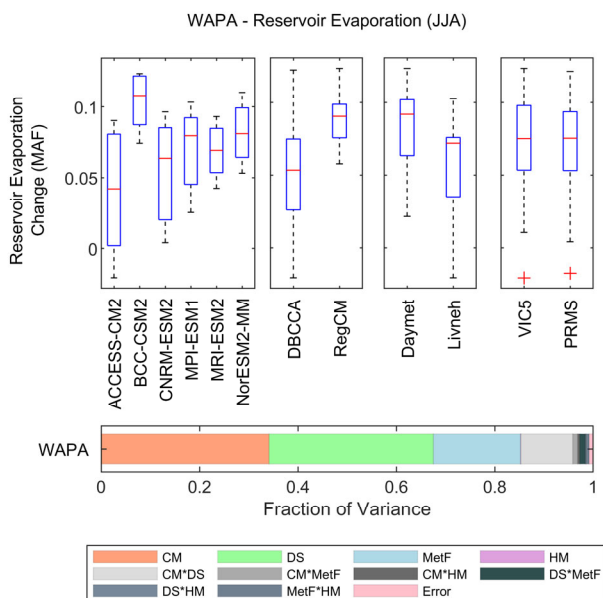 WAPA - Reservoir Evaporation (JJA)
Reservoir Evaporation
Change (MAF)
0.1
0.05
0
ACCESS-CM2
BCC-CSM2
CNRM-ESM2
MPI-ESM1
MRI-ESM2
NorESM2-MM
DBCCA
RegCM
Daymet
Livneh
VIC5
PRMS
WAPA
0 0.2 0.4 0.6 0.8 1
Fraction of Variance
CM DS MetF HM
CM*DS CM*MetF CM*HM DS*MetF
DS*HM MetF*HM Error